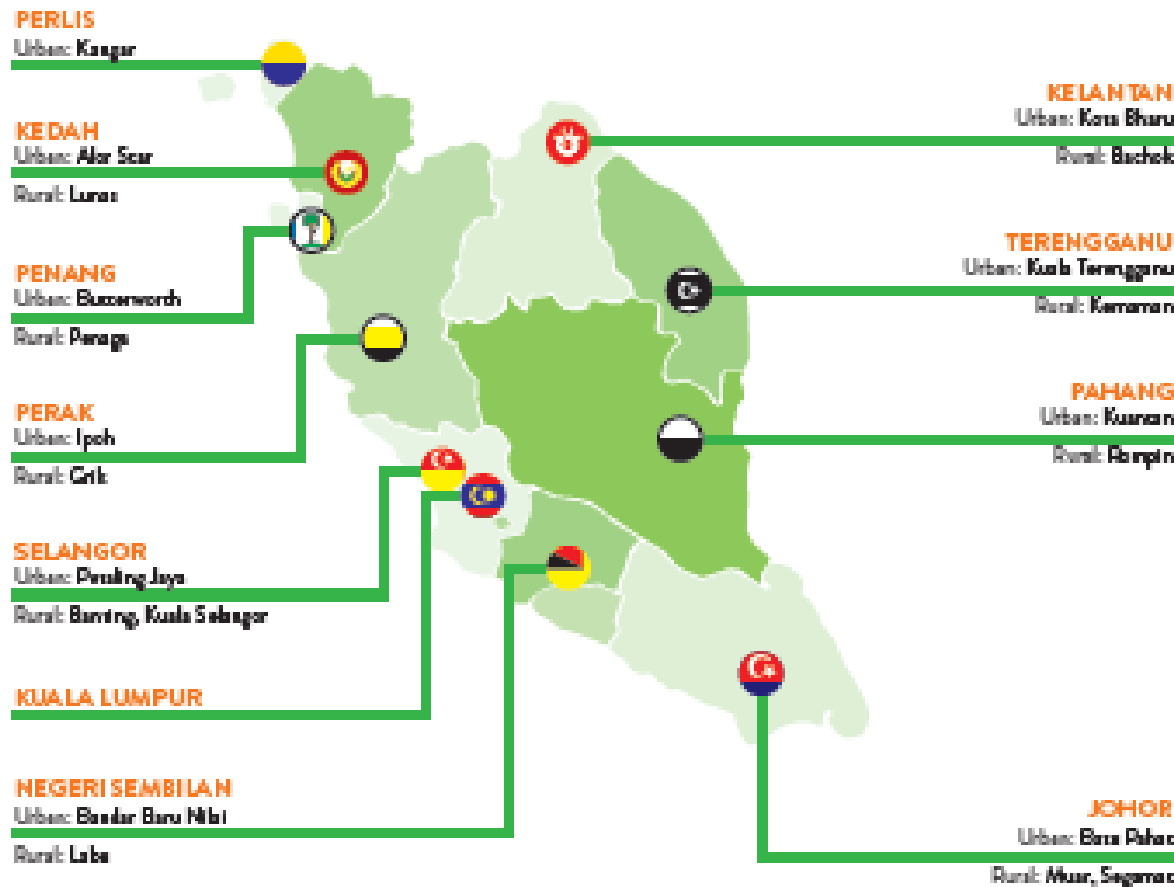 PERLIS
Urban: Kangar
KEDAH
Urban: Alor Setar
Rural: Lunas
PENANG
Urban: Butterworth
Rural: Penaga
PERAK
Urban: Ipoh
Rural: Grik
SELANGOR
Urban: Petaling Jaya
Rural: Banting, Kuala Selangor
KUALA LUMPUR
NEGERI SEMBILAN
Urban: Bandar Baru Nilai
Rural: Labu
KELANTAN
Urban: Kota Bharu
Rural: Bachok
TERENGGANU
Urban: Kuala Terengganu
Rural: Kemaman
PAHANG
Urban: Kuantan
Rural: Rompin
JOHOR
Urban: Batu Pahat
Rural: Muar, Segamat